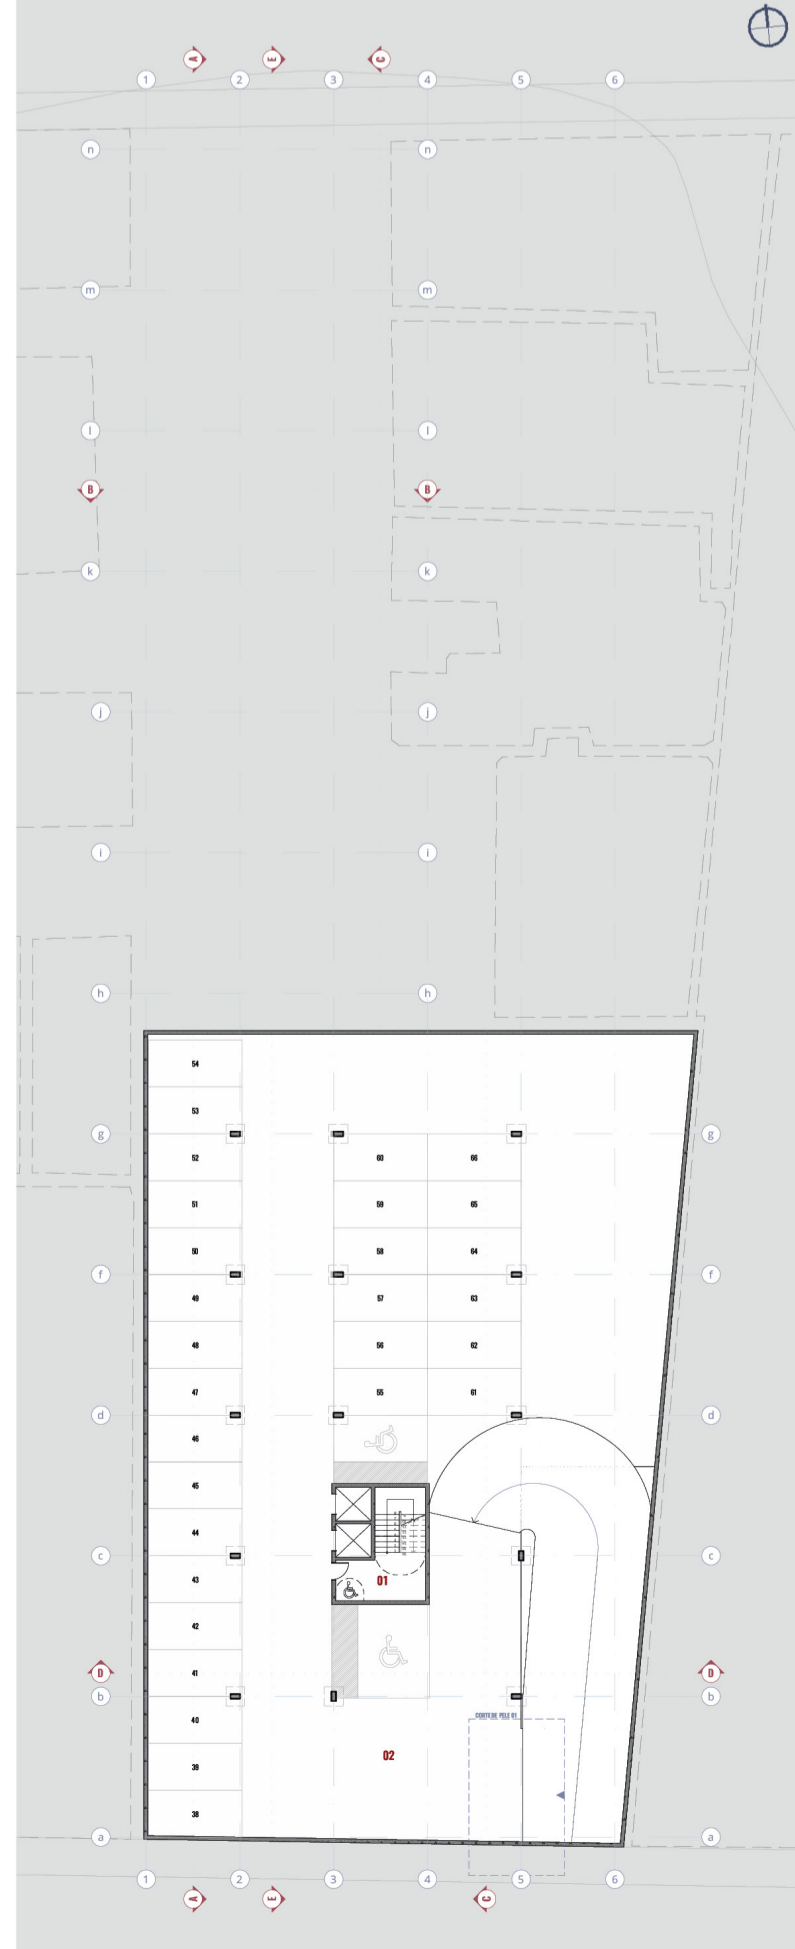 A E C
1 2 3 4 5 6
n n
m m
l l
B B
k k
j j
i i
h h
54
53
g g
52 60 66
51 59 65
50 58 64
f f
49 57 63
48 56 62
47 55 61
d d
46
45
44
c c
43 01
42
41
D D
b b
40
CORTE DE PELE 01
02
39
38
a a
1 2 3 4 5 6
A E C